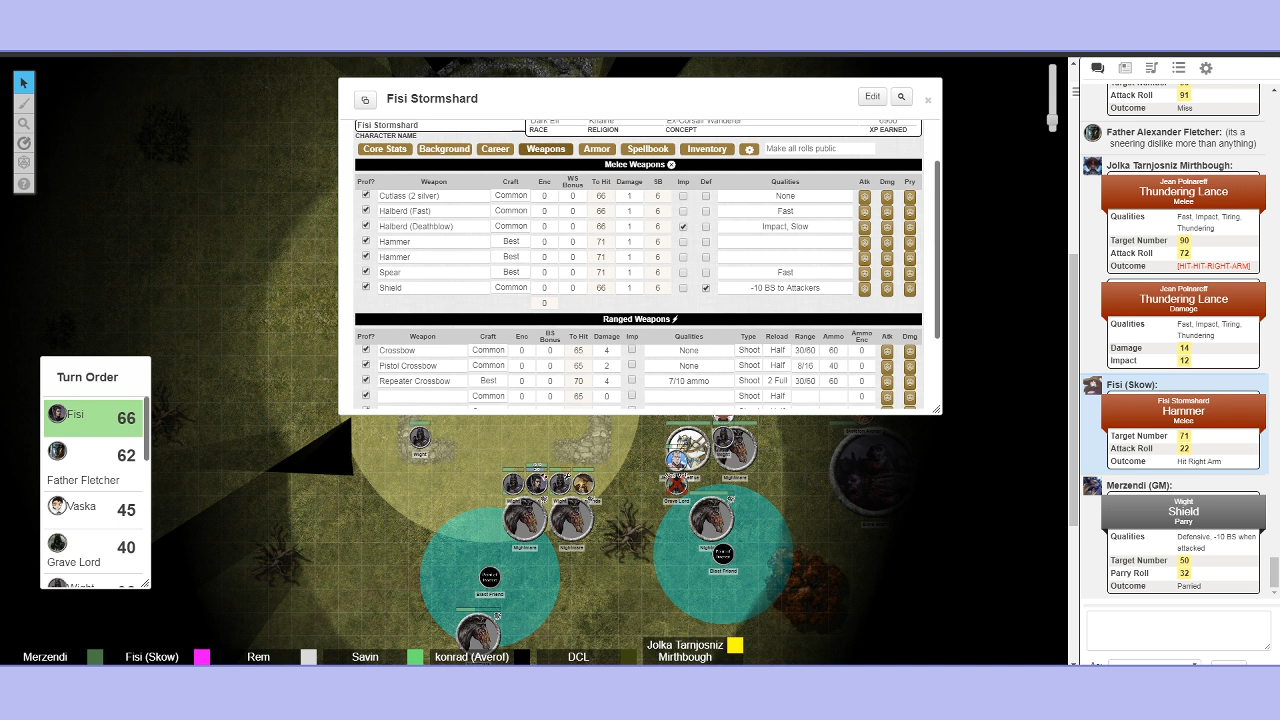 Fisi Stormshard
Edit
Fisi Stormshard
Dark Elf Khaine Ex-Corsair Wanderer 6900
CHARACTER NAME RACE RELIGION CONCEPT XP EARNED
Core Stats Background Career Weapons Armor Spellbook Inventory Make all rolls public
Melee Weapons
Prof? Weapon Craft Enc WS Bonus To Hit Damage SB Imp Def Qualities Atk Dmg Pry
Cutlass (2 silver) Common 0 0 66 1 6 None
Halberd (Fast) Common 0 0 66 1 6 Fast
Halberd (Deathblow) Common 0 0 66 1 6 Impact, Slow
Hammer Best 0 0 71 1 6
Hammer Best 0 0 71 1 6
Spear Best 0 0 71 1 6 Fast
Shield Common 0 0 66 1 6 -10 BS to Attackers
0
Ranged Weapons
Prof? Weapon Craft Enc BS Bonus To Hit Damage Imp Qualities Type Reload Range Ammo Ammo Enc Atk Dmg
Crossbow Common 0 0 65 4 None Shoot Half 30/60 60 0
Pistol Crossbow Common 0 0 65 2 None Shoot Half 8/16 40 0
Repeater Crossbow Best 0 0 70 4 7/10 ammo Shoot 2 Full 30/60 60 0
Common 0 0 65 0 Shoot Half 0
Turn Order
Fisi 66
62
Father Fletcher
Vaska 45
40
Grave Lord
Wight
Wight
Nightmare
Grave Lord
Wight
Nightmare
Nightmare
Blast Friend
Blast Friend
Merzendi
Fisi (Skow)
Rem
Savin
konrad (Averof)
DCL
Jolka Tarnjosniz
Mirthbough
Attack Roll 91
Outcome Miss
Father Alexander Fletcher: (its a
sneering dislike more than anything)
Jolka Tarnjosniz Mirthbough:
Jean Polnareff
Thundering Lance
Melee
Qualities Fast, Impact, Tiring,
Thundering
Target Number 90
Attack Roll 72
Outcome [HIT-HIT-RIGHT-ARM]
Jean Polnareff
Thundering Lance
Damage
Qualities Fast, Impact, Tiring,
Thundering
Damage 14
Impact 12
Fisi (Skow):
Fisi Stormshard
Hammer
Melee
Target Number 71
Attack Roll 22
Outcome Hit Right Arm
Merzendi (GM):
Wight
Shield
Parry
Qualities Defensive, -10 BS when
attacked
Target Number 50
Parry Roll 32
Outcome Parried